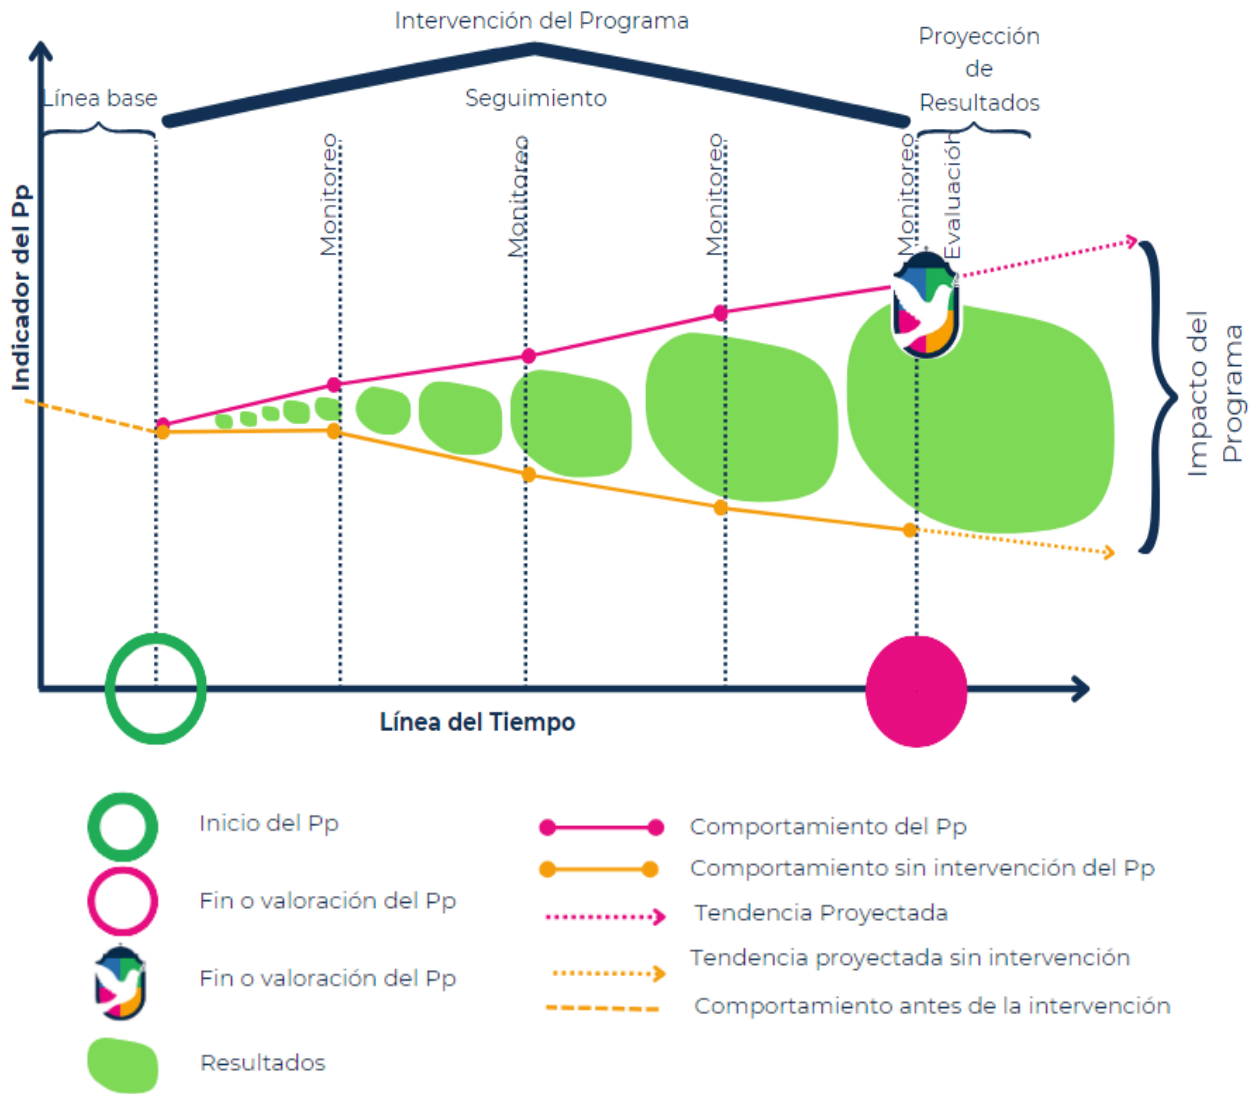 Intervención del Programa
Proyección
de
Resultados
Línea base
Seguimiento
Monitoreo
Monitoreo
Monitoreo
Monitoreo
Evaluación
Indicador del Pp
Impacto del
Programa
Línea del Tiempo
Inicio del Pp
Fin o valoración del Pp
Fin o valoración del Pp
Resultados
Comportamiento del Pp
Comportamiento sin intervención del Pp
Tendencia Proyectada
Tendencia proyectada sin intervención
Comportamiento antes de la intervención